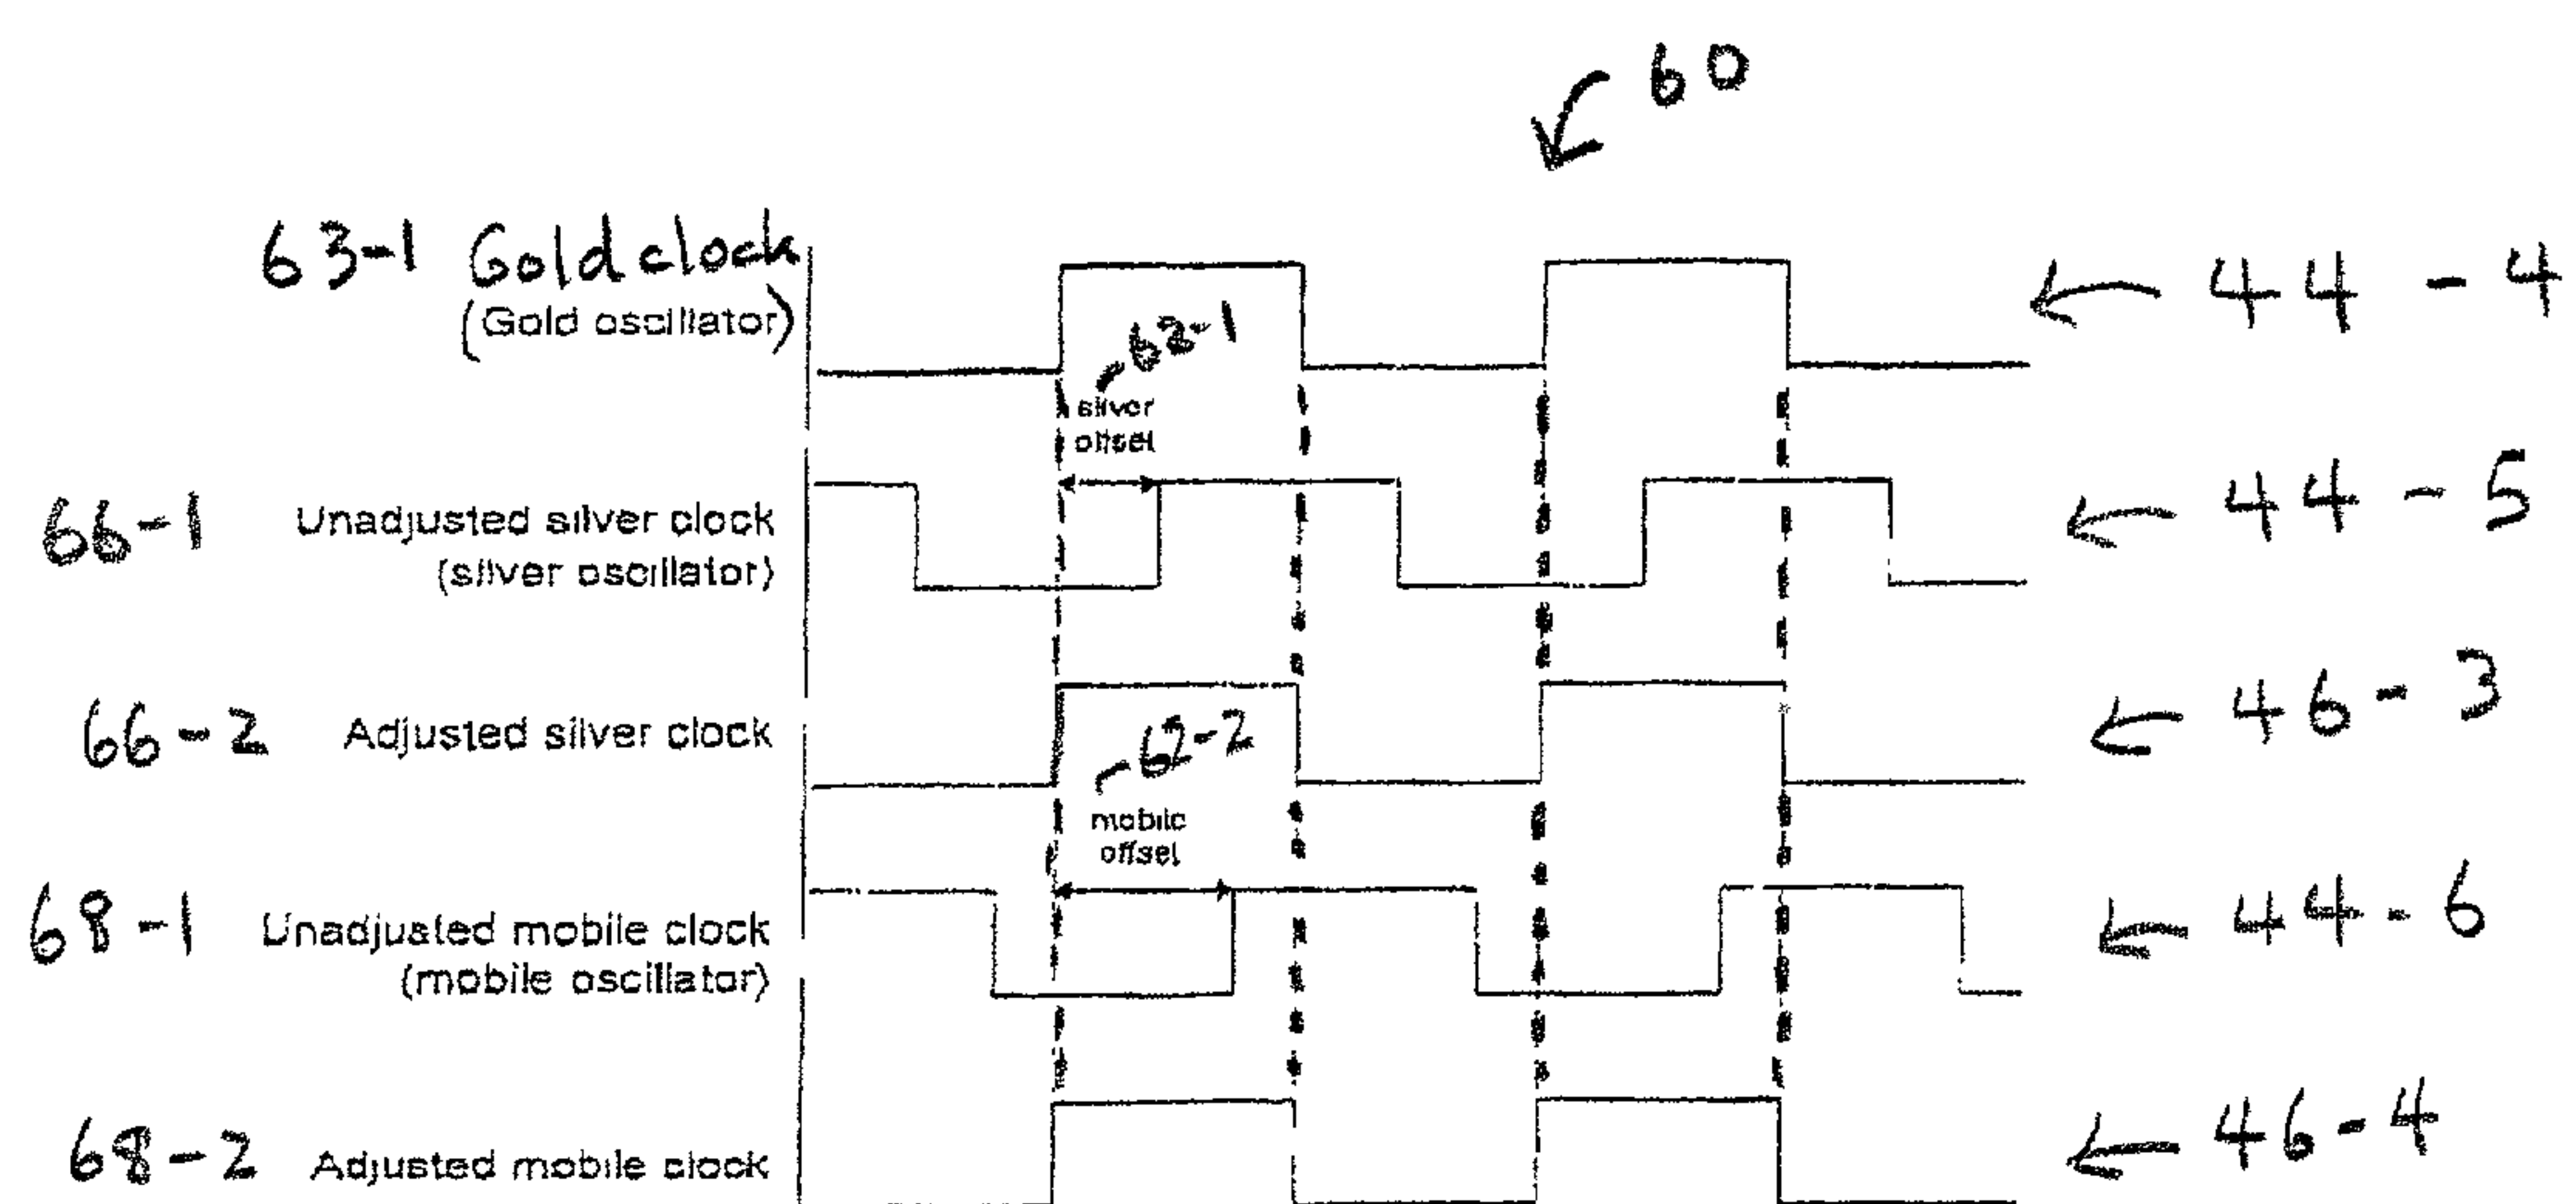 60
63-1 Gold clock
(Gold oscillator)
44-4
62-1
silver
offset
66-1 Unadjusted silver clock
(silver oscillator)
44-5
66-2 Adjusted silver clock
46-3
62-2
mobile
offset
68-1 Unadjusted mobile clock
(mobile oscillator)
44-6
68-2 Adjusted mobile clock
46-4